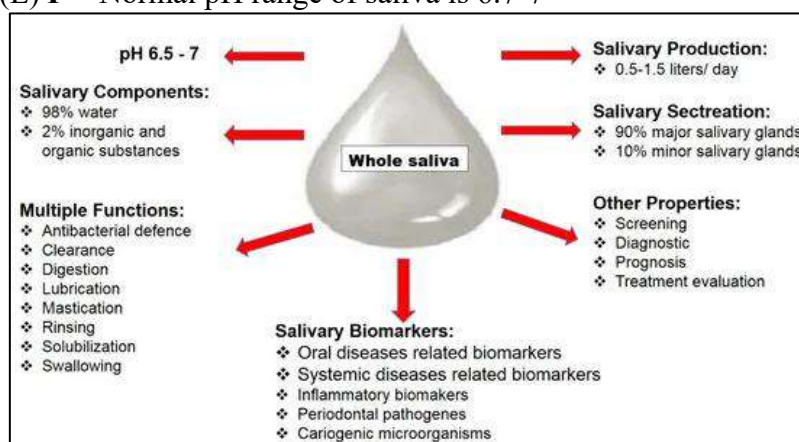 (E) Normal pH range of saliva is 6.7-7
pH 6.5 - 7
Salivary Components:
❖ 98% water
❖ 2% inorganic and
organic substances
Multiple Functions:
❖ Antibacterial defence
❖ Clearance
❖ Digestion
❖ Lubrication
❖ Mastication
❖ Rinsing
❖ Solubilization
❖ Swallowing
Whole saliva
Salivary Biomarkers:
❖ Oral diseases related biomarkers
❖ Systemic diseases related biomarkers
❖ Inflammatory biomakers
❖ Periodontal pathogenes
❖ Cariogenic microorganisms
Salivary Production:
❖ 0.5-1.5 liters/ day
Salivary Sectreation:
❖ 90% major salivary glands
❖ 10% minor salivary glands
Other Properties:
❖ Screening
❖ Diagnostic
❖ Prognosis
❖ Treatment evaluation